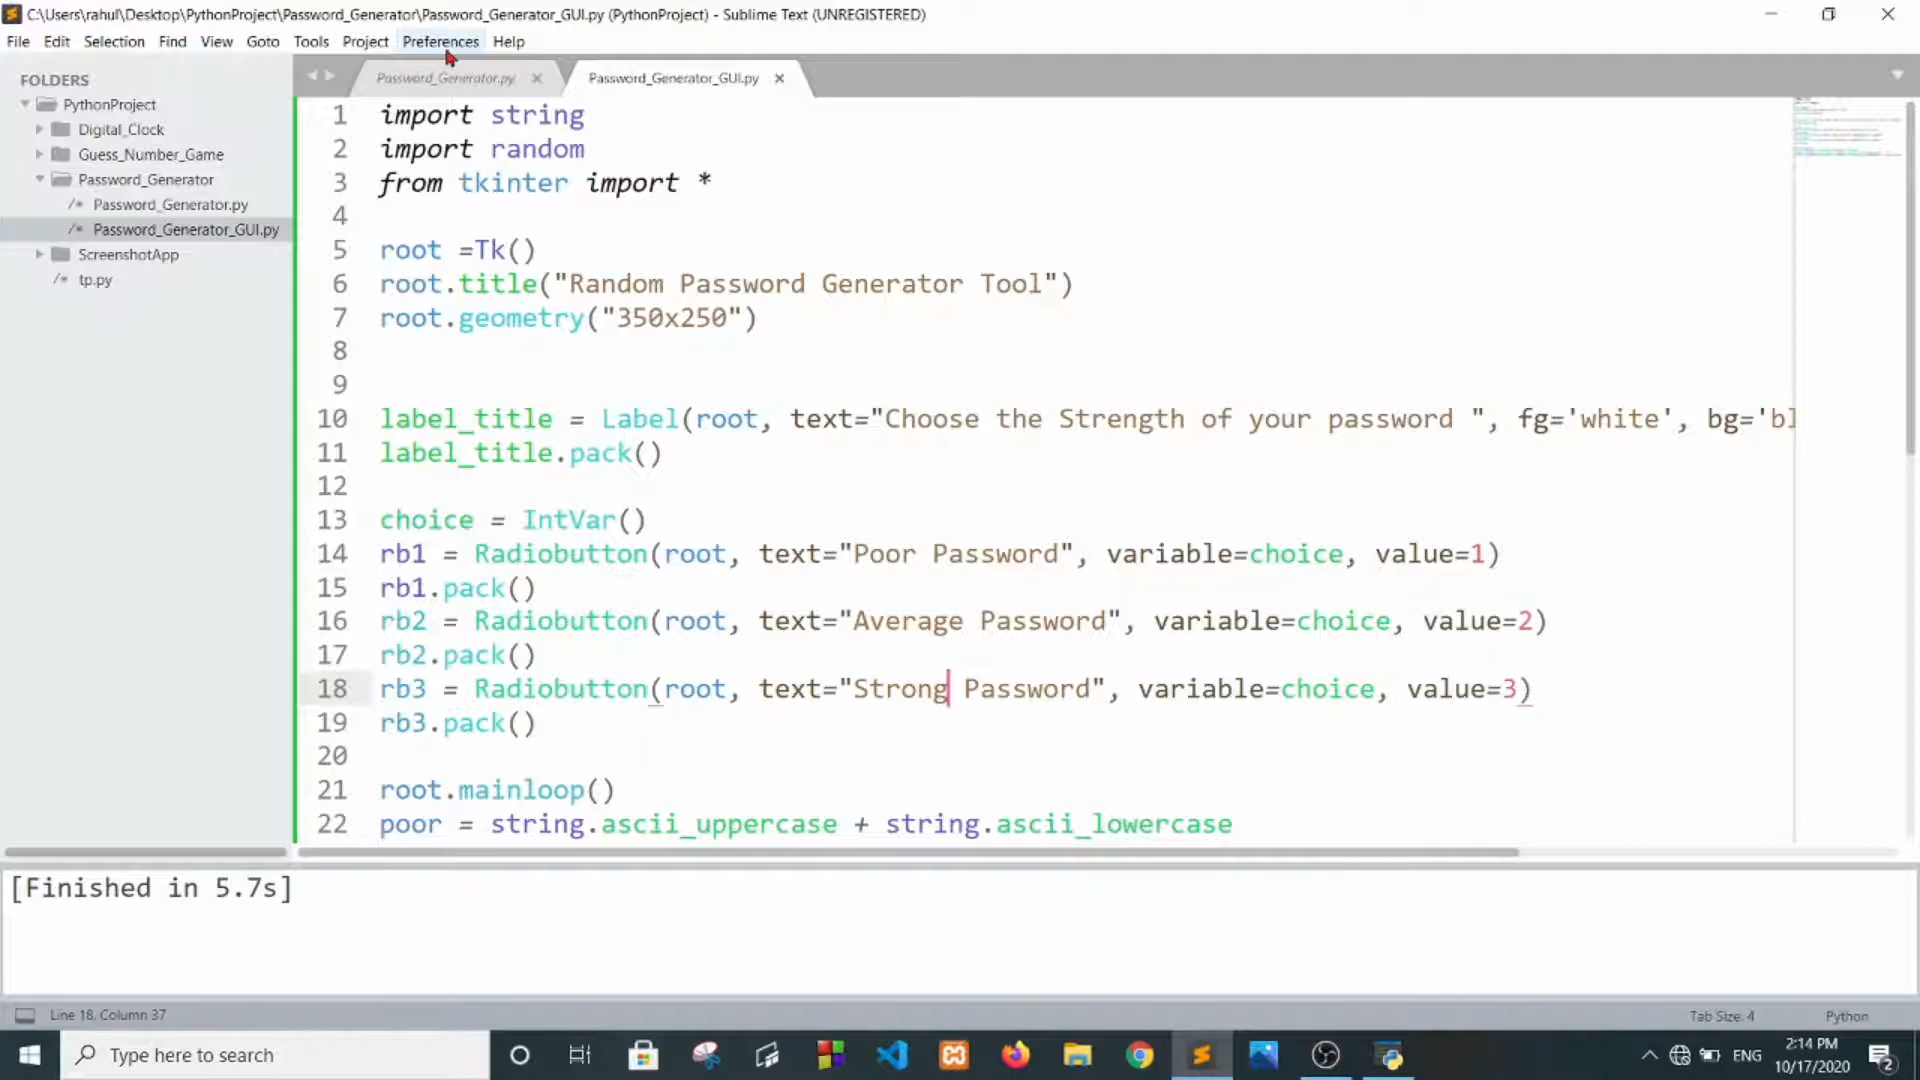 C:\Users\rahul\Desktop\PythonProject\Password_Generator\Password_Generator_GUI.py (PythonProject) - Sublime Text (UNREGISTERED)
File Edit Selection Find View Goto Tools Project Preferences Help
FOLDERS
PythonProject
Digital_Clock
Guess_Number_Game
Password_Generator
/* Password_Generator.py
/* Password_Generator_GUI.py
ScreenshotApp
/* tp.py
Password_Generator.py
Password_Generator_GUI.py
1 import string
2 import random
3 from tkinter import *
4
5 root =Tk()
6 root.title("Random Password Generator Tool")
7 root.geometry("350x250")
8
9
10 label_title = Label(root, text="Choose the Strength of your password ", fg='white', bg='bl
11 label_title.pack()
12
13 choice = IntVar()
14 rb1 = Radiobutton(root, text="Poor Password", variable=choice, value=1)
15 rb1.pack()
16 rb2 = Radiobutton(root, text="Average Password", variable=choice, value=2)
17 rb2.pack()
18 rb3 = Radiobutton(root, text="Strong Password", variable=choice, value=3)
19 rb3.pack()
20
21 root.mainloop()
22 poor = string.ascii_uppercase + string.ascii_lowercase
[Finished in 5.7s]
Line 18, Column 37
Tab Size: 4
Python
Type here to search
ENG
2:14 PM
10/17/2020
2